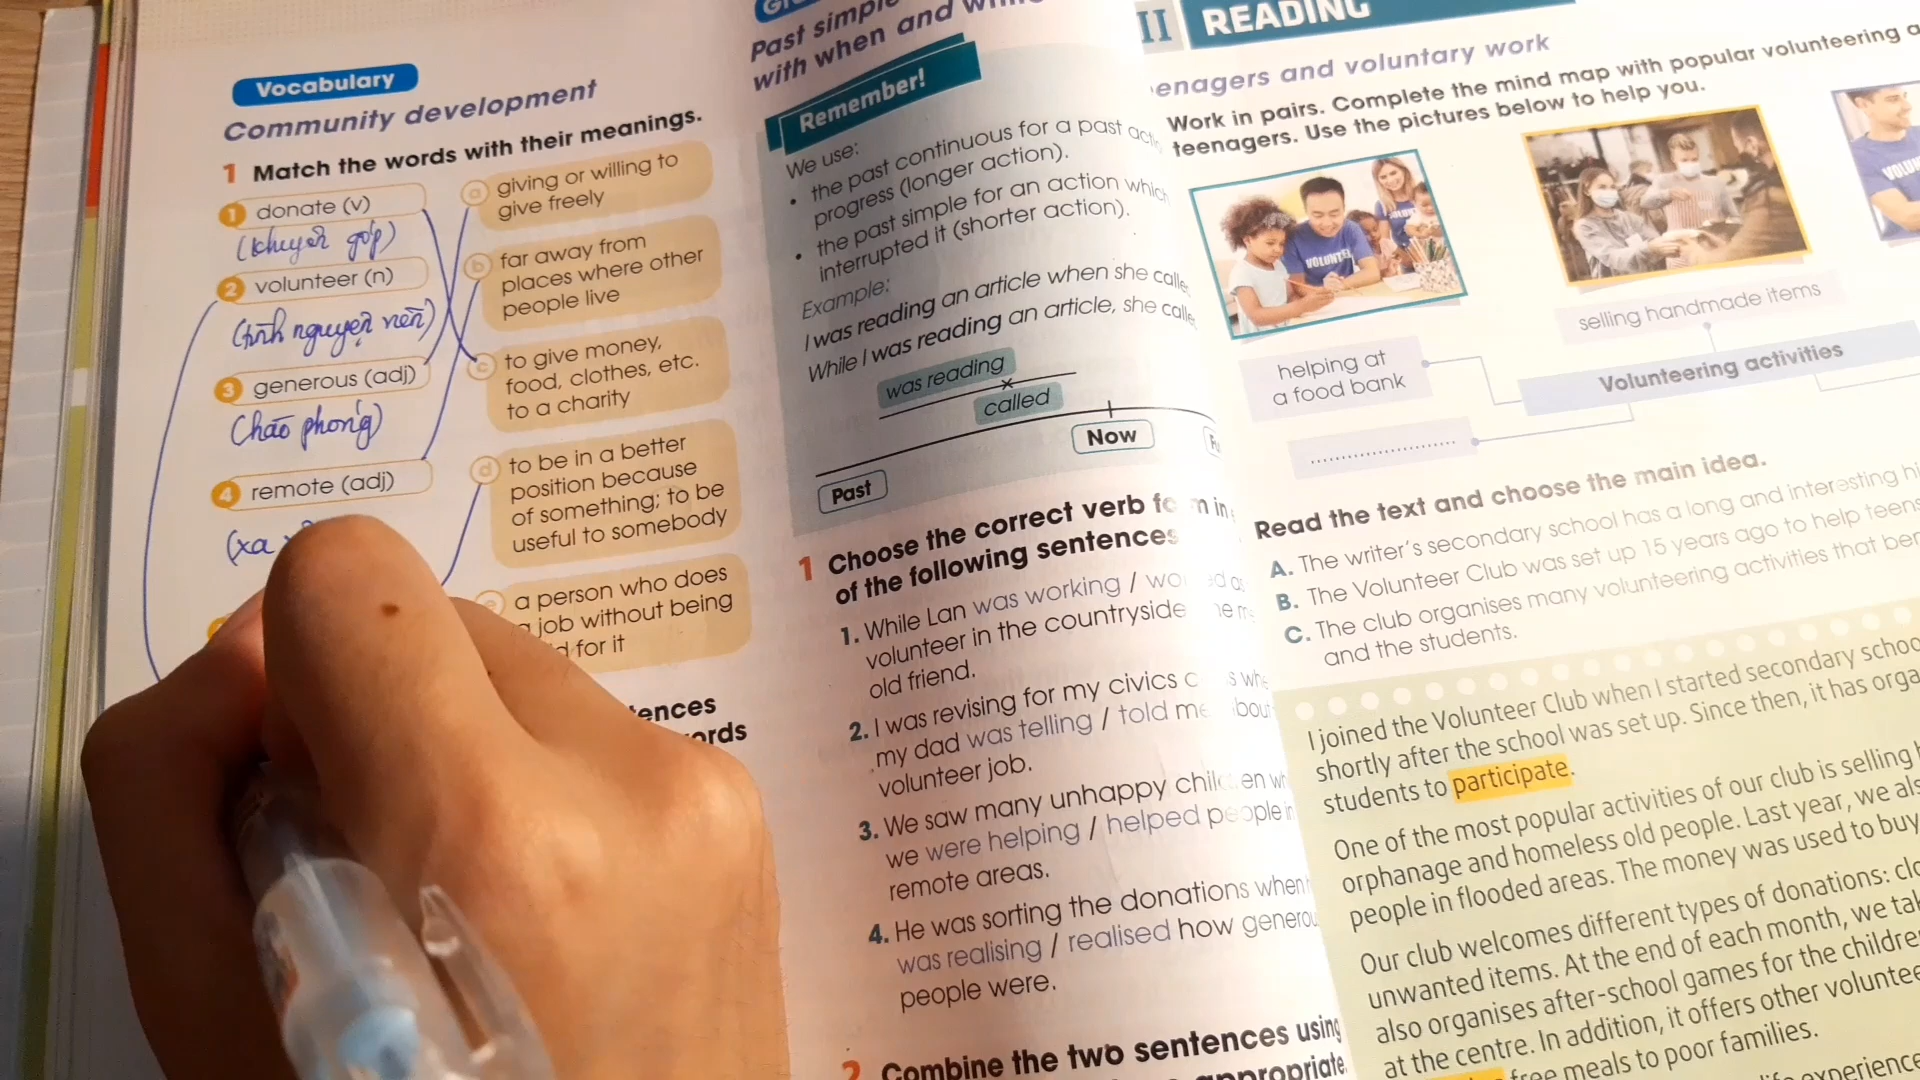 Vocabulary
Community development
1 Match the words with their meanings.
1 donate (v)
(khuyên góp)
2 volunteer (n)
(tình nguyện viên)
3 generous (adj)
(hào phóng)
4 remote (adj)
(xa
a giving or willing to
give freely
b far away from
places where other
people live
c to give money,
food, clothes, etc.
to a charity
d to be in a better
position because
of something; to be
useful to somebody
a person who does
job without being
for it
Past simple
with when and
Remember!
We use:
• the past continuous for a past
progress (longer action).
• the past simple for an action which
interrupted it (shorter action).
Example:
I was reading an article when she
While I was reading an article, she
was reading
called
Now
Past
1 Choose the correct verb in
of the following sentences
1. While Lan was working /
volunteer in the countryside
old friend.
2. I was revising for my civics
my dad was telling / told me
volunteer job.
3. We saw many unhappy
we were helping / helped people
remote areas.
4. He was sorting the donations when
was realising / realised how
people were.
2 Combine the two sentences using
appropriate
II READING
and voluntary work
Work in pairs. Complete the mind map with popular volunteering
teenagers. Use the pictures below to help you.
selling handmade items
helping at
a food bank
Volunteering activities
Read the text and choose the main idea.
A. The writer's secondary school has a long and interesting
B. The Volunteer Club was set up 15 years ago to help
C. The club organises many volunteering activities that
and the students.
I joined the Volunteer Club when I started secondary
shortly after the school was set up. Since then, it has
students to participate.
One of the most popular activities of our club is selling
orphanage and homeless old people. Last year, we
people in flooded areas. The money was used to buy
Our club welcomes different types of donations:
unwanted items. At the end of each month, we
also organises after-school games for the
at the centre. In addition, it offers other
free meals to poor families.
experience